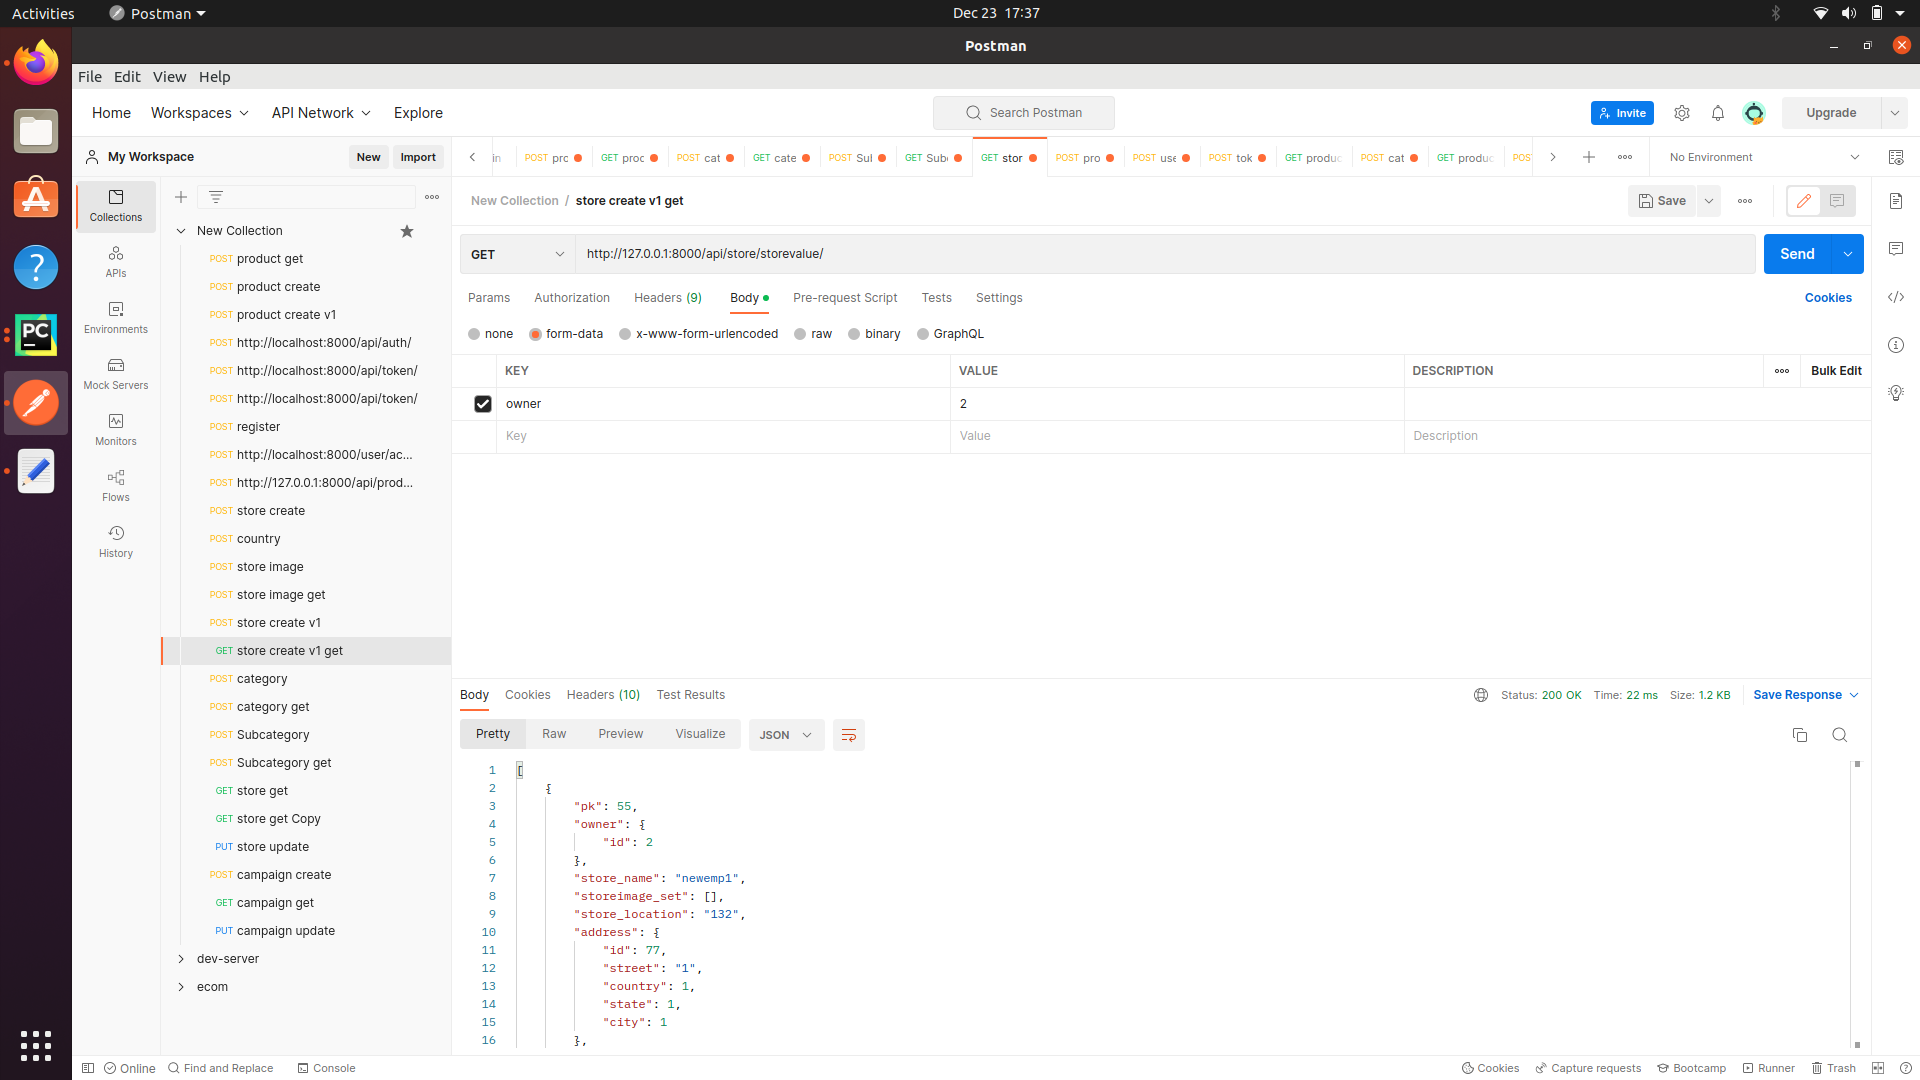 Activities
Postman
Dec 23 17:37
Postman
File Edit View Help
Home Workspaces API Network Explore
Search Postman
Invite
Upgrade
My Workspace
New Import
in
POST prc
GET proc
POST cat
GET cate
POST Sul
GET Sub
GET stor
POST pro
POST use
POST tok
GET produc
POST cat
GET produc
POS
No Environment
Collections
APIs
Environments
Mock Servers
Monitors
Flows
History
New Collection
POST product get
POST product create
POST product create v1
POST http://localhost:8000/api/auth/
POST http://localhost:8000/api/token/
POST http://localhost:8000/api/token/
POST register
POST http://localhost:8000/user/ac...
POST http://127.0.0.1:8000/api/prod...
POST store create
POST country
POST store image
POST store image get
POST store create v1
GET store create v1 get
POST category
POST category get
POST Subcategory
POST Subcategory get
GET store get
GET store get Copy
PUT store update
POST campaign create
GET campaign get
PUT campaign update
dev-server
ecom
New Collection / store create v1 get
Save
GET
http://127.0.0.1:8000/api/store/storevalue/
Send
Params Authorization Headers (9) Body Pre-request Script Tests Settings
Cookies
none form-data x-www-form-urlencoded raw binary GraphQL
KEY VALUE DESCRIPTION
Bulk Edit
owner 2
Key Value Description
Body Cookies Headers (10) Test Results
Status: 200 OK Time: 22 ms Size: 1.2 KB
Save Response
Pretty Raw Preview Visualize
JSON
1 [
2 {
3 "pk": 55,
4 "owner": {
5 "id": 2
6 },
7 "store_name": "newemp1",
8 "storeimage_set": [],
9 "store_location": "132",
10 "address": {
11 "id": 77,
12 "street": "1",
13 "country": 1,
14 "state": 1,
15 "city": 1
16 },
Online
Find and Replace
Console
Cookies
Capture requests
Bootcamp
Runner
Trash